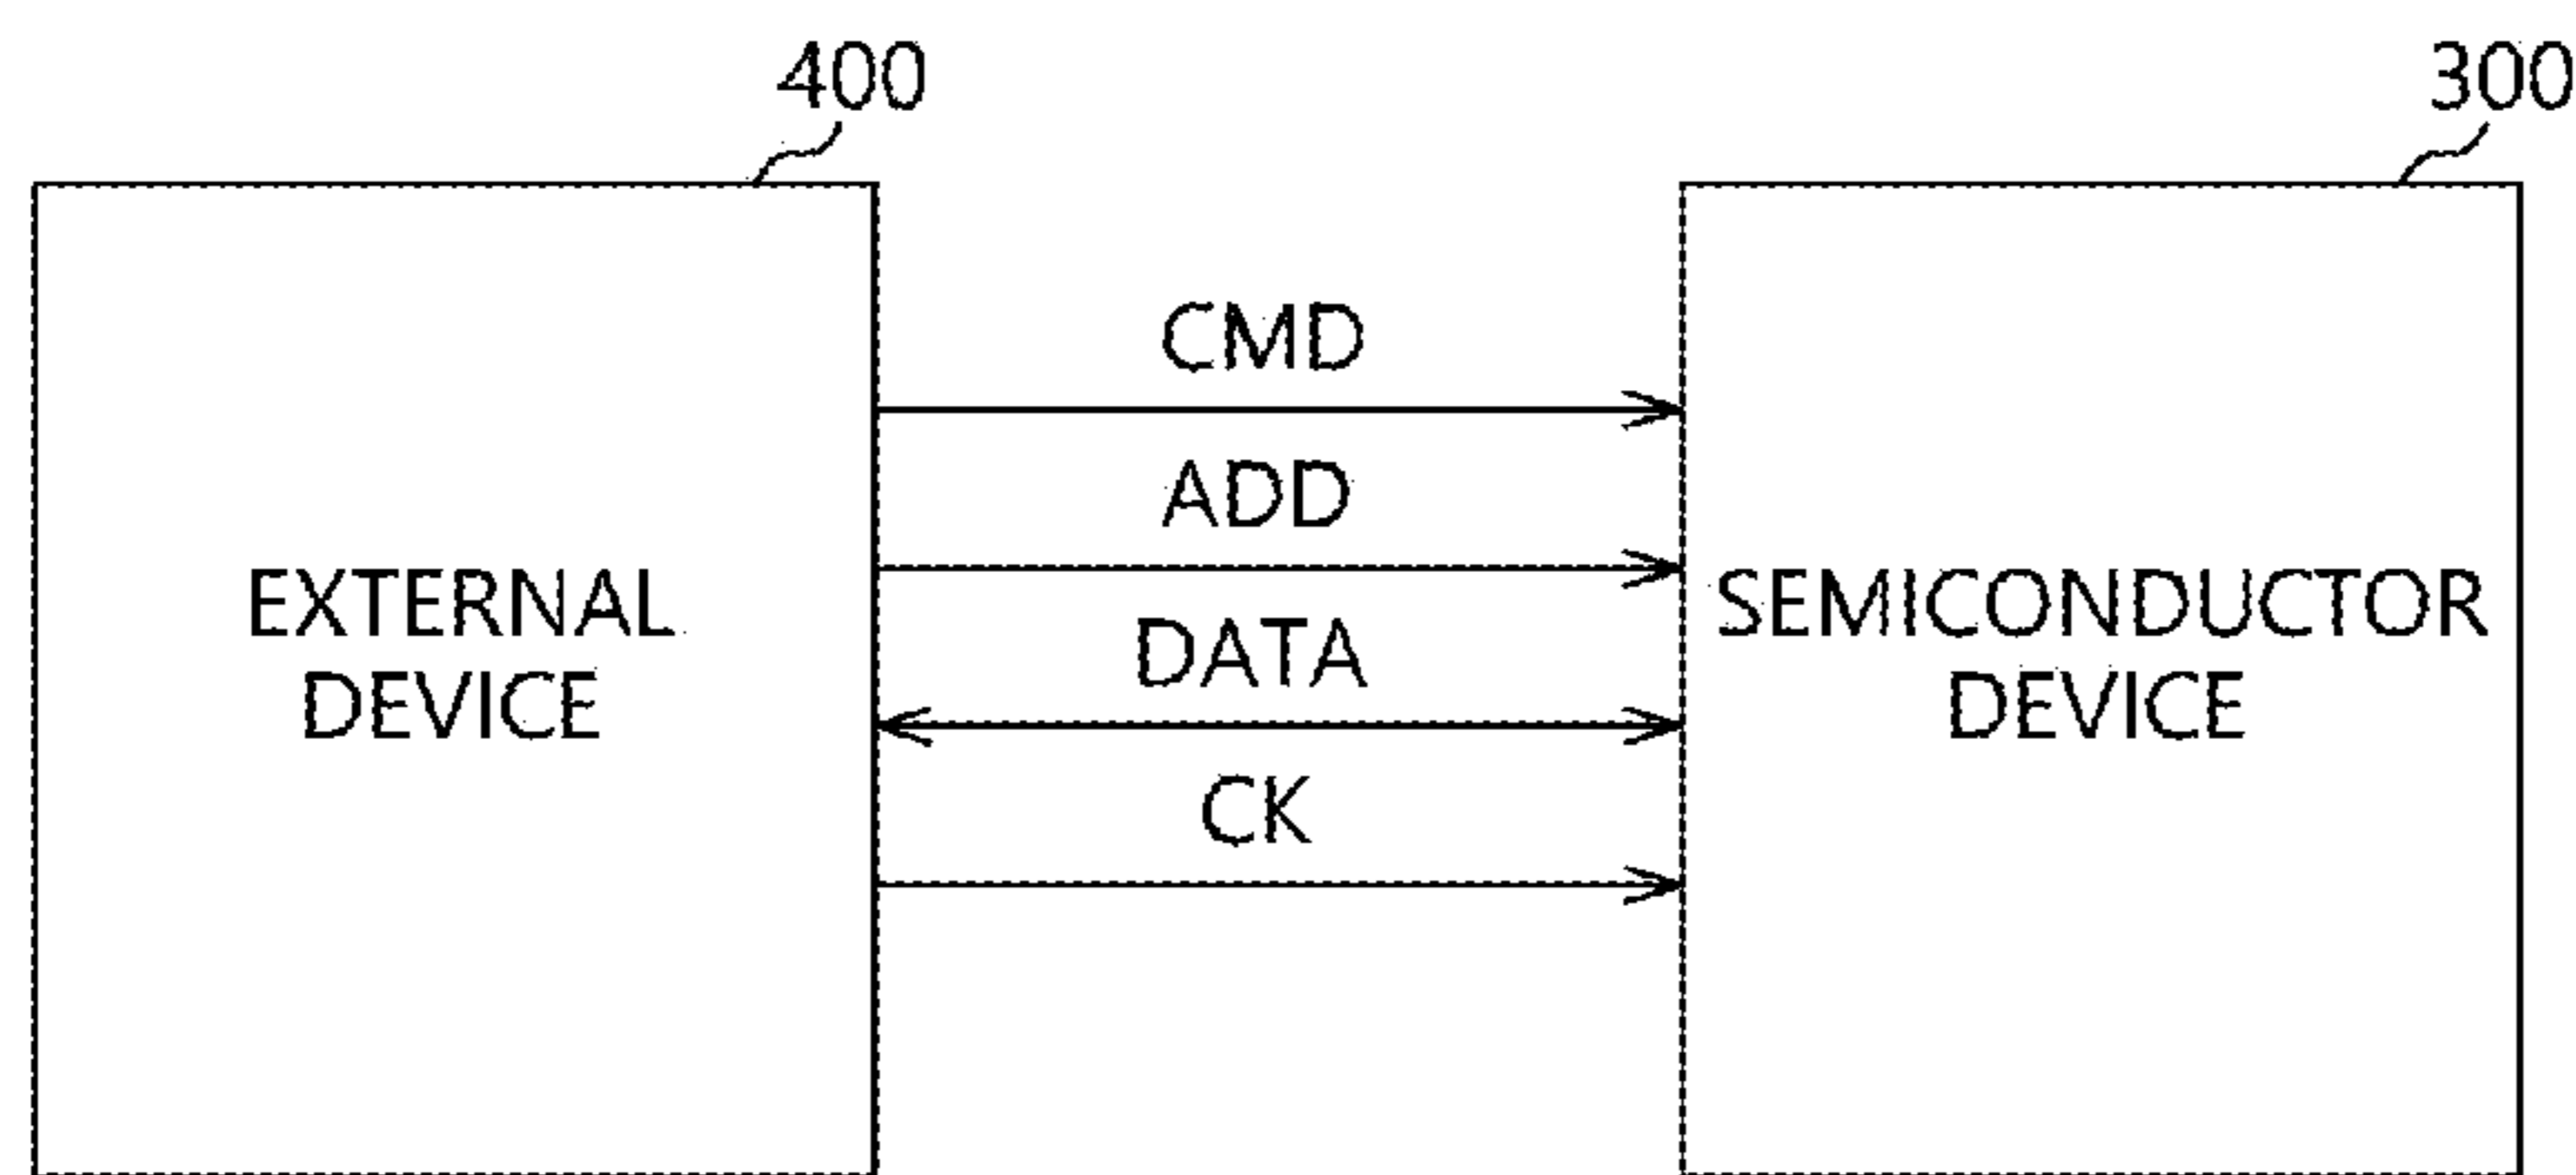 400
300
CMD
ADD
EXTERNAL
DEVICE
DATA
SEMICONDUCTOR
DEVICE
CK